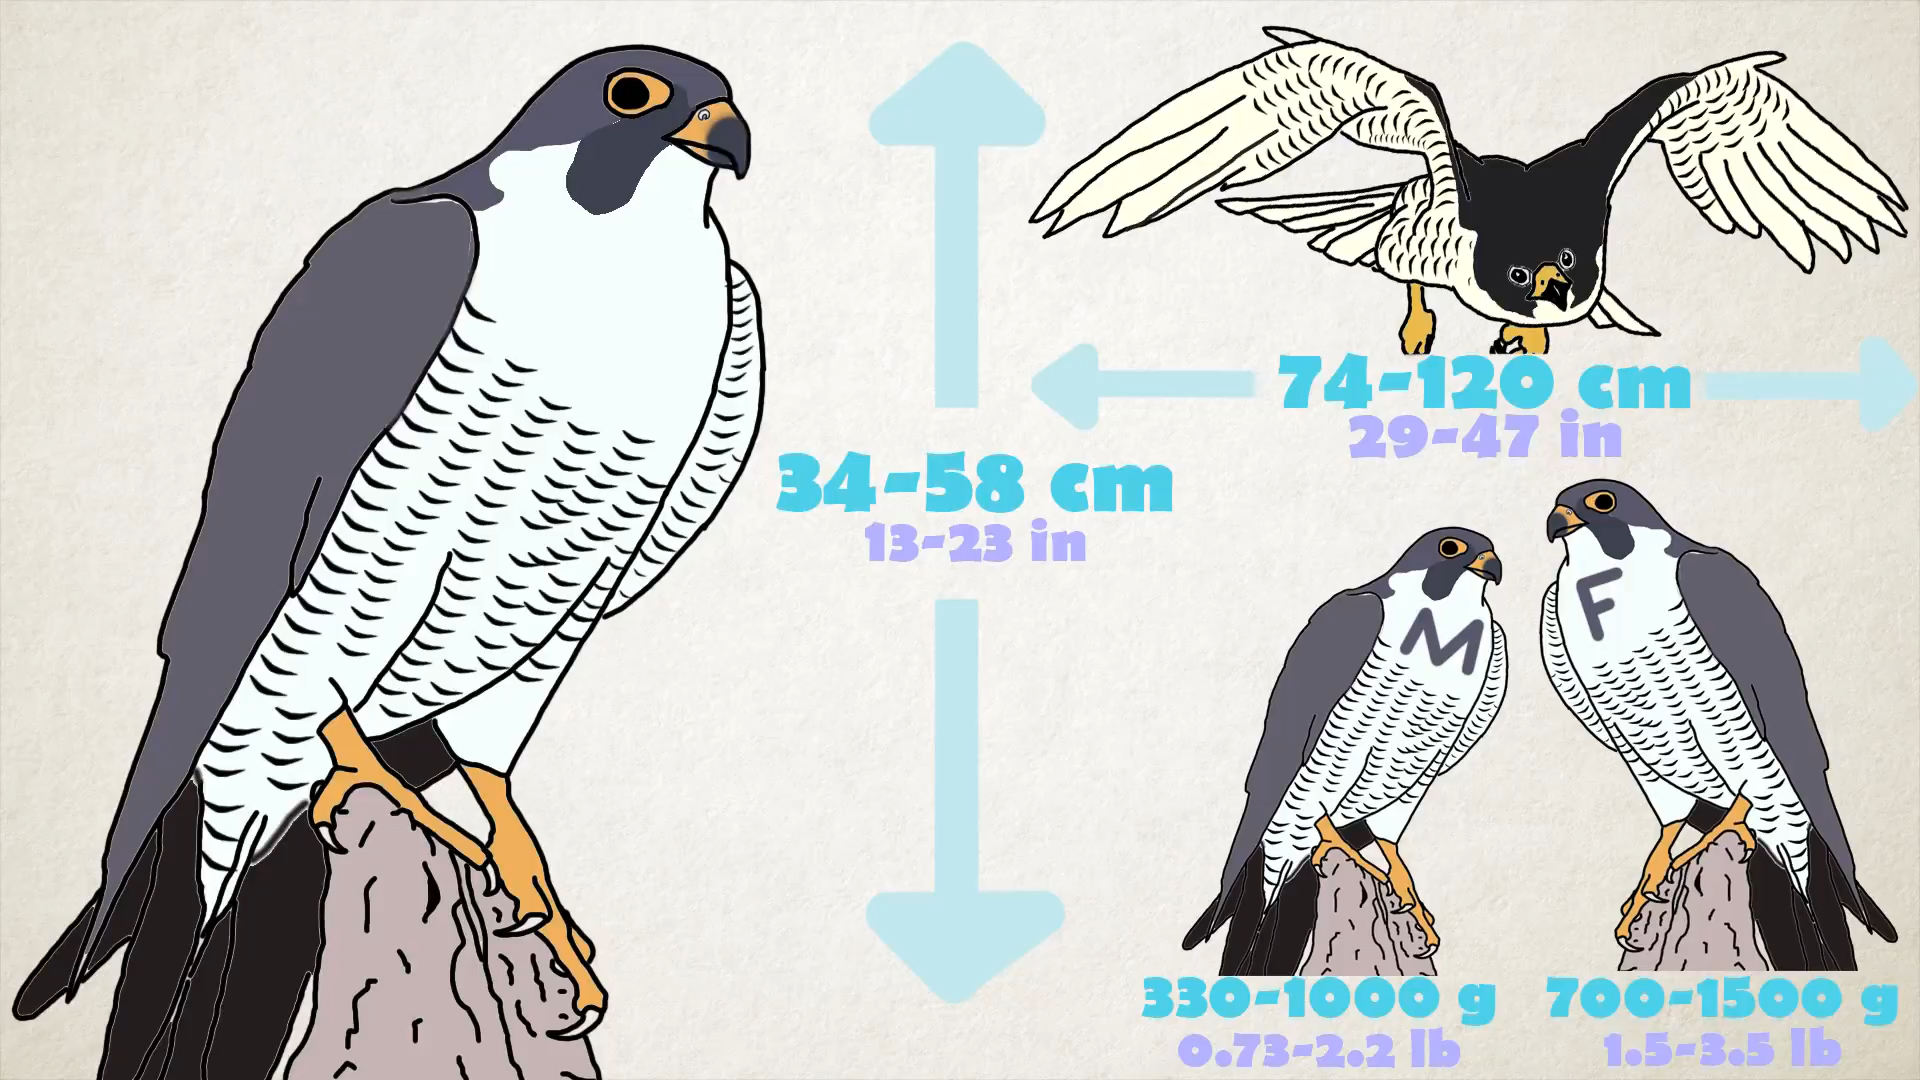 74-120 cm
29-47 in
34-58 cm
13-23 in
M
F
330-1000 g
0.73-2.2 lb
700-1500 g
1.5-3.5 lb